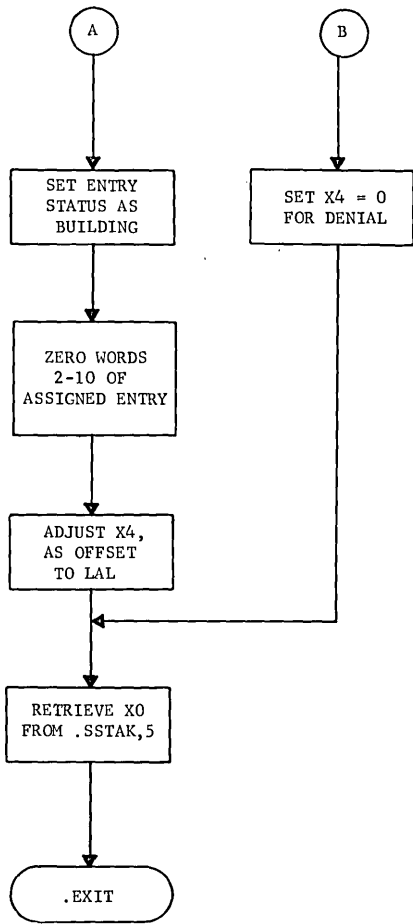 A
B
SET ENTRY
STATUS AS
BUILDING
SET X4 = 0
FOR DENIAL
ZERO WORDS
2-10 OF
ASSIGNED ENTRY
ADJUST X4,
AS OFFSET
TO LAL
RETRIEVE X0
FROM .SSTAK,5
.EXIT